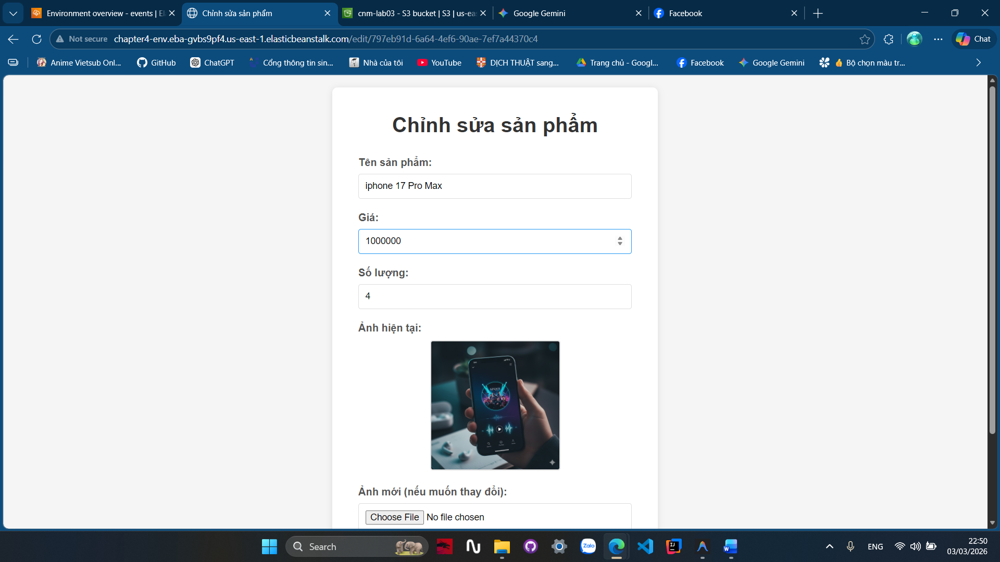 Environment overview - events | El
Chỉnh sửa sản phẩm
cnm-lab03 - S3 bucket | S3 | us-eas
Google Gemini
Facebook
Not secure
chapter4-env.eba-gvbs9pf4.us-east-1.elasticbeanstalk.com/edit/797eb91d-6a64-4ef6-90ae-7ef7a44370c4
Chat
Anime Vietsub Onl...
GitHub
ChatGPT
Cổng thông tin sin...
Nhà của tôi
YouTube
DỊCH THUẬT sang...
Trang chủ - Googl...
Facebook
Google Gemini
👍 Bộ chọn màu tr...
Chỉnh sửa sản phẩm
Tên sản phẩm:
iphone 17 Pro Max
Giá:
1000000
Số lượng:
4
Ảnh hiện tại:
Ảnh mới (nếu muốn thay đổi):
Choose File No file chosen
Search
Zalo
IJ
W
ENG
22:50
03/03/2026